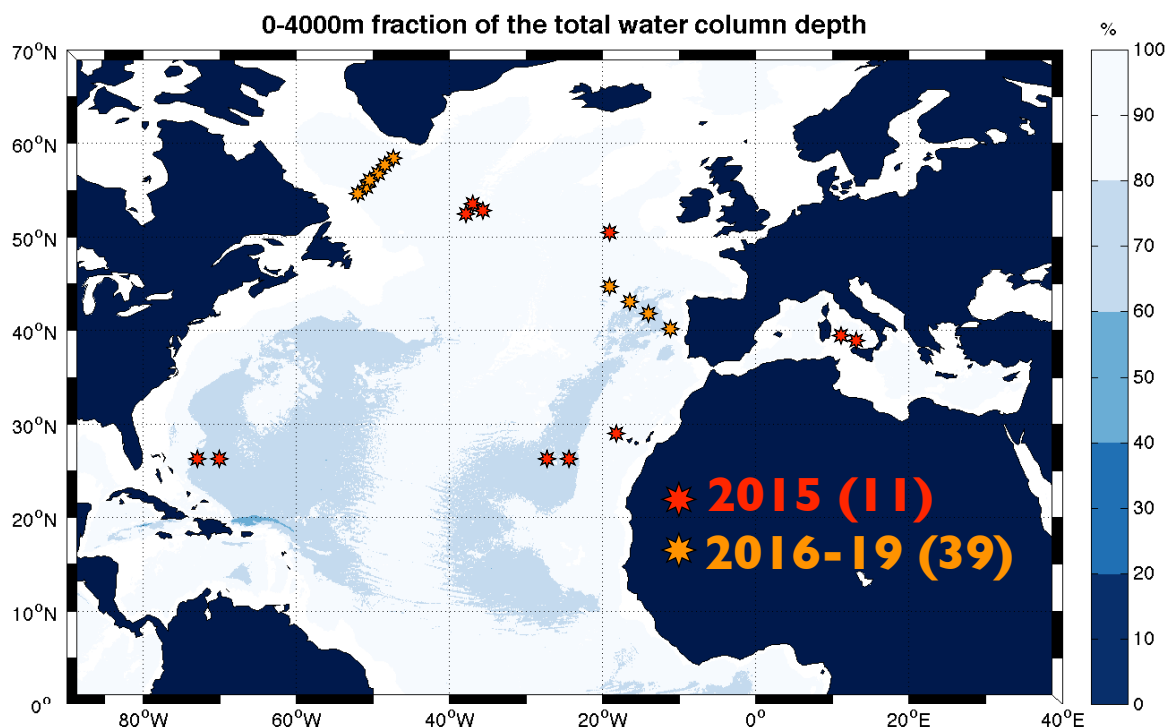 0-4000m fraction of the total water column depth
%
70°N
60°N
50°N
40°N
30°N
20°N
10°N
0°
80°W
60°W
40°W
20°W
0°
20°E
40°E
100
90
80
70
60
50
40
30
20
10
0
2015 (11)
2016-19 (39)